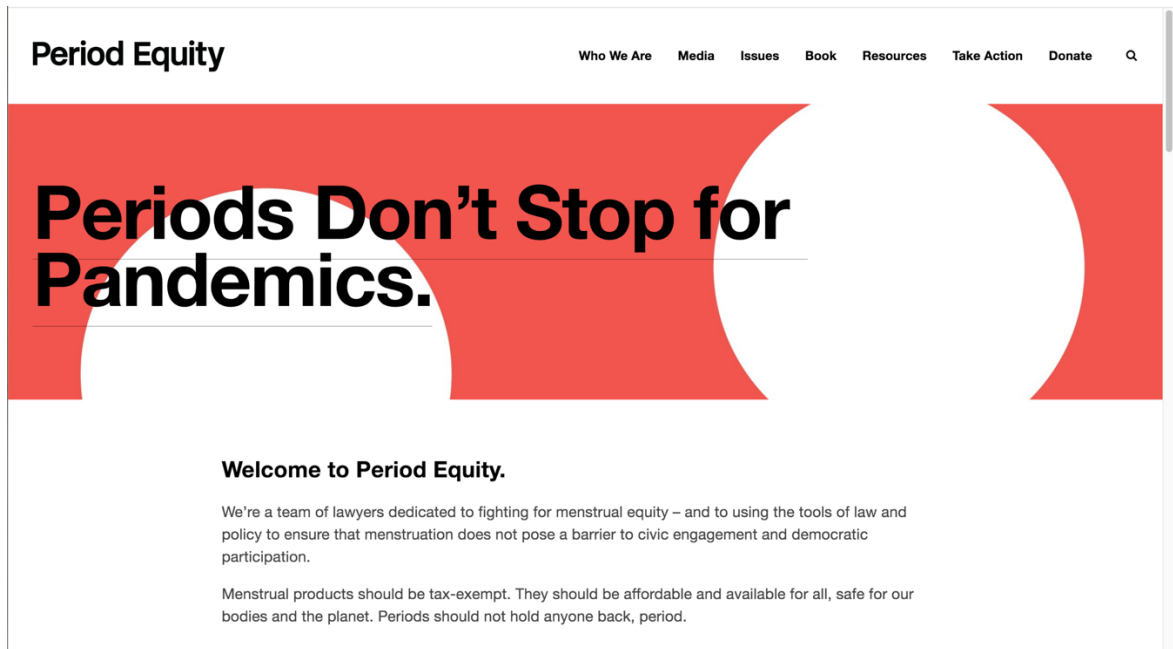 Period Equity
Who We Are Media Issues Book Resources Take Action Donate
Periods Don’t Stop for
Pandemics.
Welcome to Period Equity.
We’re a team of lawyers dedicated to fighting for menstrual equity – and to using the tools of law and
policy to ensure that menstruation does not pose a barrier to civic engagement and democratic
participation.
Menstrual products should be tax-exempt. They should be affordable and available for all, safe for our
bodies and the planet. Periods should not hold anyone back, period.